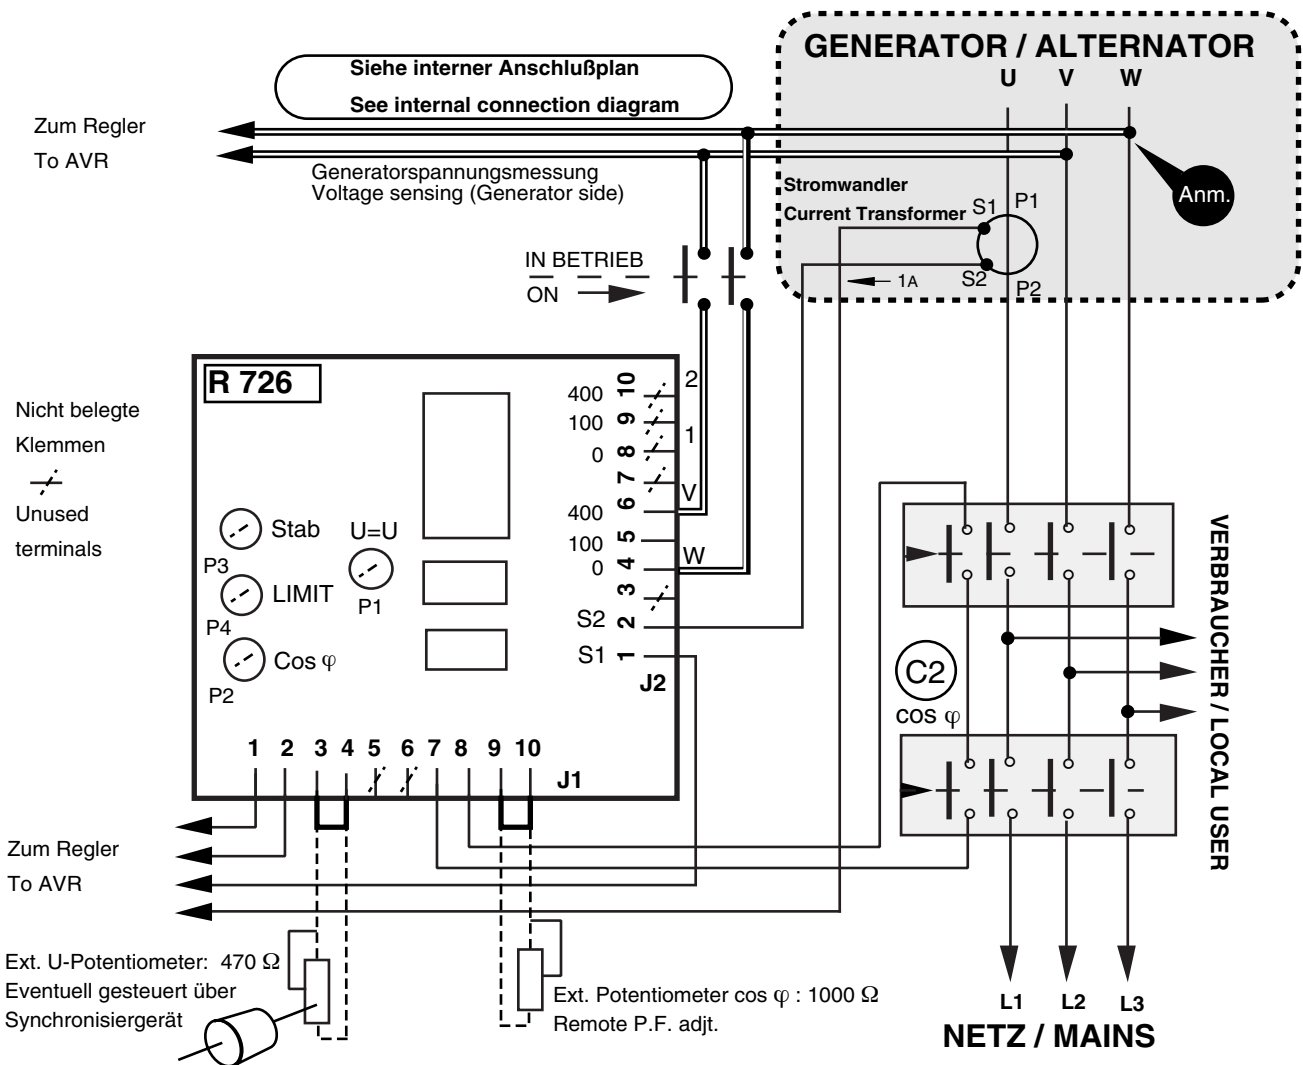 GENERATOR / ALTERNATOR
U V W
Siehe interner Anschlußplan
See internal connection diagram
Zum Regler
To AVR
Generatorspannungsmessung
Voltage sensing (Generator side)
Stromwandler
Current Transformer
S1 P1
S2 P2
1A
Anm.
IN BETRIEB
ON
R 726
Nicht belegte
Klemmen
Unused
terminals
Stab
P3
LIMIT
P4
Cos φ
P2
U=U
P1
400 10 2
100 9
0 8 1
7
400 6 V
100 5
0 4 W
3
S2 2
S1 1
J2
1 2 3 4 5 6 7 8 9 10
J1
C2
cos φ
VERBRAUCHER / LOCAL USER
Zum Regler
To AVR
Ext. U-Potentiometer: 470 Ω
Eventuell gesteuert über
Synchronisiergerät
Ext. Potentiometer cos φ : 1000 Ω
Remote P.F. adjt.
L1 L2 L3
NETZ / MAINS